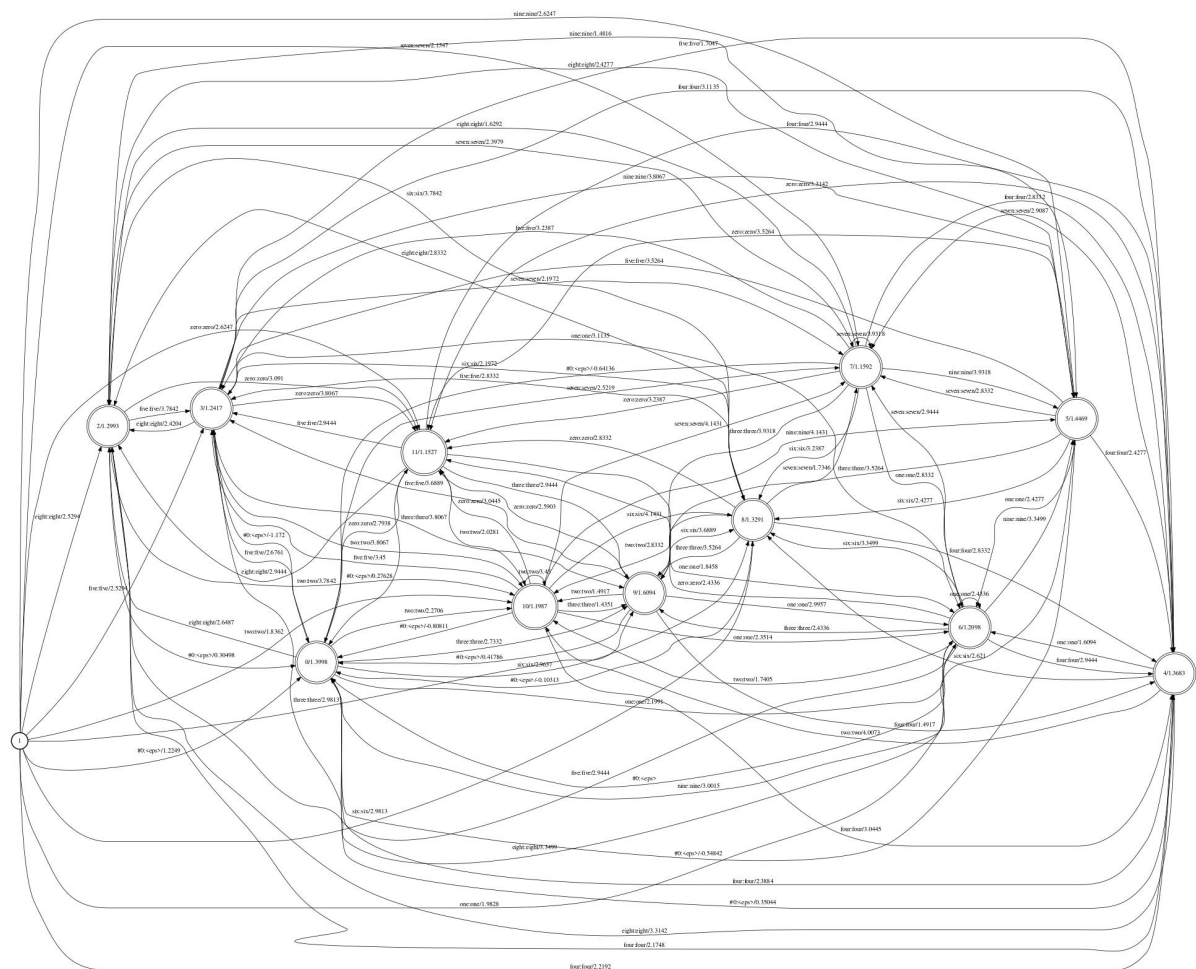 nine:nine/2.6247
seven:seven/2.1547
nine:nine/1.4816
five:five/1.7047
eight:eight/2.4277
four:four/3.1135
eight:eight/1.6292
four:four/2.9444
seven:seven/2.3979
nine:nine/3.8067
zero:zero/3.3142
six:six/3.7842
four:four/2.8332
seven:seven/2.9087
five:five/3.2387
zero:zero/3.5264
eight:eight/2.8332
five:five/3.5264
seven:seven/2.1972
zero:zero/2.6247
one:one/3.1135
seven:seven/3.9318
six:six/2.1972
#0:<eps>/-0.64136
nine:nine/3.9318
zero:zero/3.091
five:five/2.8332
seven:seven/2.5219
7/1.1592
zero:zero/3.8067
zero:zero/3.2387
seven:seven/2.8332
3/1.2417
five:five/3.7842
seven:seven/2.9444
2/1.2993
eight:eight/2.4204
five:five/2.9444
seven:seven/4.1431
three:three/3.9318
nine:nine/4.1431
5/1.4469
zero:zero/2.8332
six:six/3.2387
11/1.1527
four:four/2.4277
seven:seven/1.7346
three:three/3.5264
one:one/2.8332
five:five/3.6889
three:three/2.9444
one:one/2.4277
six:six/2.4277
eight:eight/2.5294
zero:zero/3.0445
zero:zero/2.5903
nine:nine/3.3499
six:six/4.1431
three:three/3.8067
8/1.3291
zero:zero/2.7938
six:six/3.6889
#0:<eps>/-1.172
two:two/2.0281
two:two/3.8067
two:two/2.8332
six:six/3.3499
five:five/2.6761
five:five/3.45
three:three/3.5264
four:four/2.8332
one:one/1.8458
eight:eight/2.9444
#0:<eps>/0.27628
two:two/3.45
zero:zero/2.4336
two:two/3.7842
five:five/2.5294
two:two/1.4917
9/1.6094
one:one/2.4336
10/1.1987
two:two/2.2706
three:three/1.4351
one:one/2.9957
#0:<eps>/-0.80811
three:three/2.4336
6/1.2098
two:two/1.8362
one:one/2.3514
one:one/1.6094
eight:eight/2.6487
three:three/2.7332
six:six/2.621
four:four/2.9444
#0:<eps>/0.30498
0/1.3998
#0:<eps>/0.41786
4/1.3683
six:six/2.9637
#0:<eps>/-0.10313
two:two/1.7405
three:three/2.9813
one:one/2.1991
four:four/1.4917
two:two/4.0073
1
#0:<eps>/1.2249
five:five/2.9444
#0:<eps>
nine:nine/3.0015
six:six/2.9813
four:four/3.0445
eight:eight/3.3499
#0:<eps>/-0.54842
four:four/2.3884
one:one/1.9828
#0:<eps>/0.35044
eight:eight/3.3142
four:four/2.1748
four:four/2.2192